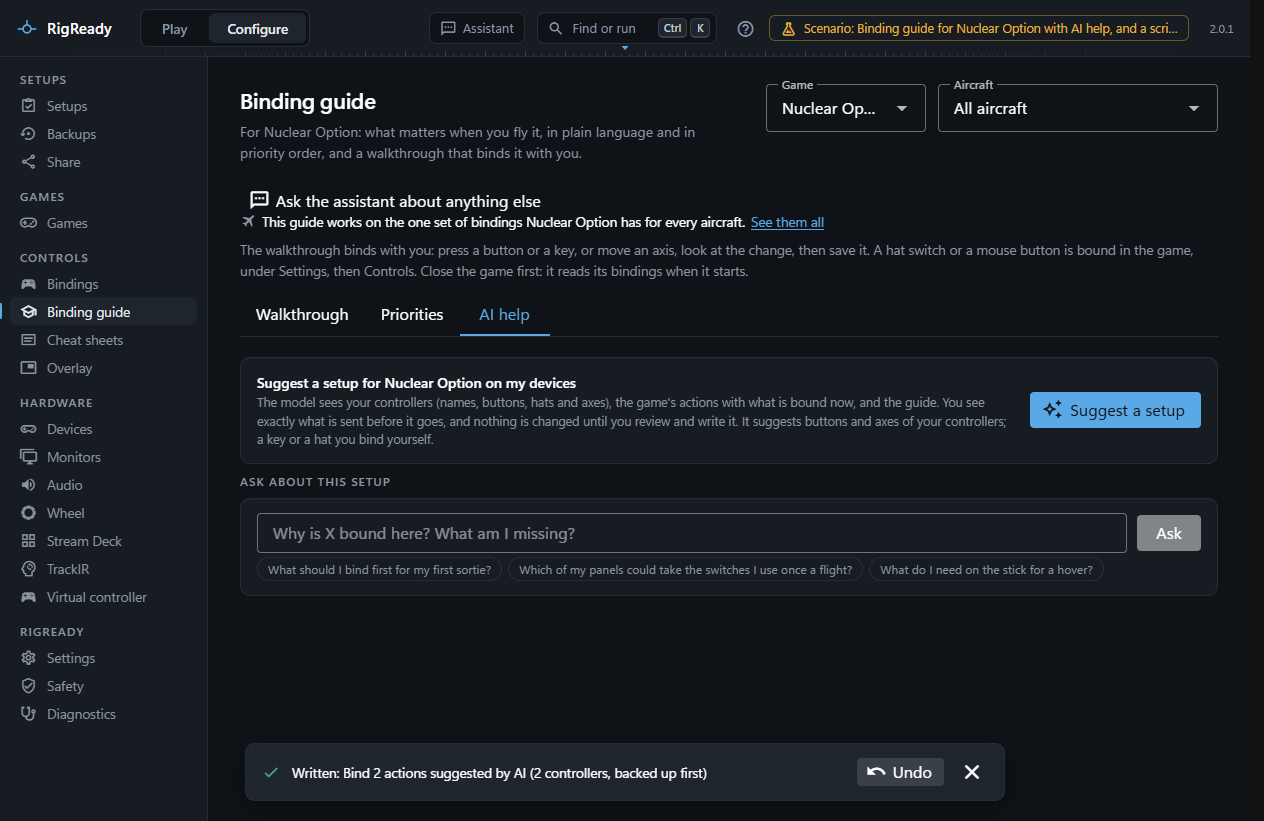 RigReady
Play
Configure
Assistant
Find or run
Ctrl
K
Scenario: Binding guide for Nuclear Option with AI help, and a scri...
2.0.1
SETUPS
Setups
Backups
Share
GAMES
Games
CONTROLS
Bindings
Binding guide
Cheat sheets
Overlay
HARDWARE
Devices
Monitors
Audio
Wheel
Stream Deck
TrackIR
Virtual controller
RIGREADY
Settings
Safety
Diagnostics
Binding guide
For Nuclear Option: what matters when you fly it, in plain language and in
priority order, and a walkthrough that binds it with you.
Game
Nuclear Op...
Aircraft
All aircraft
Ask the assistant about anything else
This guide works on the one set of bindings Nuclear Option has for every aircraft. See them all
The walkthrough binds with you: press a button or a key, or move an axis, look at the change, then save it. A hat switch or a mouse button is bound in the game,
under Settings, then Controls. Close the game first: it reads its bindings when it starts.
Walkthrough
Priorities
AI help
Suggest a setup for Nuclear Option on my devices
The model sees your controllers (names, buttons, hats and axes), the game's actions with what is bound now, and the guide. You see
exactly what is sent before it goes, and nothing is changed until you review and write it. It suggests buttons and axes of your controllers;
a key or a hat you bind yourself.
Suggest a setup
ASK ABOUT THIS SETUP
Why is X bound here? What am I missing?
Ask
What should I bind first for my first sortie?
Which of my panels could take the switches I use once a flight?
What do I need on the stick for a hover?
Written: Bind 2 actions suggested by AI (2 controllers, backed up first)
Undo